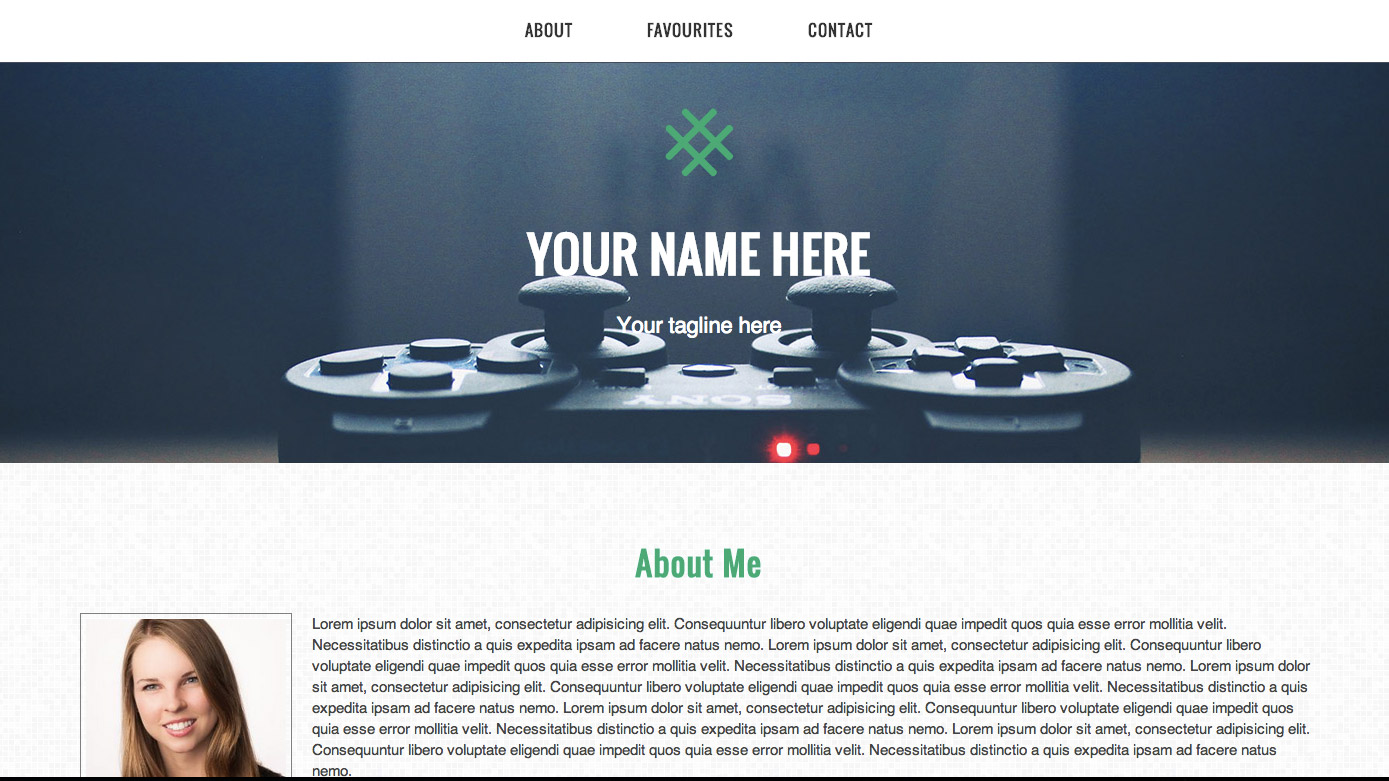 ABOUT FAVOURITES CONTACT
YOUR NAME HERE
Your tagline here
SONY
About Me
Lorem ipsum dolor sit amet, consectetur adipisicing elit. Consequuntur libero voluptate eligendi quae impedit quos quia esse error mollitia velit.
Necessitatibus distinctio a quis expedita ipsam ad facere natus nemo. Lorem ipsum dolor sit amet, consectetur adipisicing elit. Consequuntur libero
voluptate eligendi quae impedit quos quia esse error mollitia velit. Necessitatibus distinctio a quis expedita ipsam ad facere natus nemo. Lorem ipsum dolor
sit amet, consectetur adipisicing elit. Consequuntur libero voluptate eligendi quae impedit quos quia esse error mollitia velit. Necessitatibus distinctio a quis
expedita ipsam ad facere natus nemo. Lorem ipsum dolor sit amet, consectetur adipisicing elit. Consequuntur libero voluptate eligendi quae impedit quos
quia esse error mollitia velit. Necessitatibus distinctio a quis expedita ipsam ad facere natus nemo. Lorem ipsum dolor sit amet, consectetur adipisicing elit.
Consequuntur libero voluptate eligendi quae impedit quos quia esse error mollitia velit. Necessitatibus distinctio a quis expedita ipsam ad facere natus
nemo.